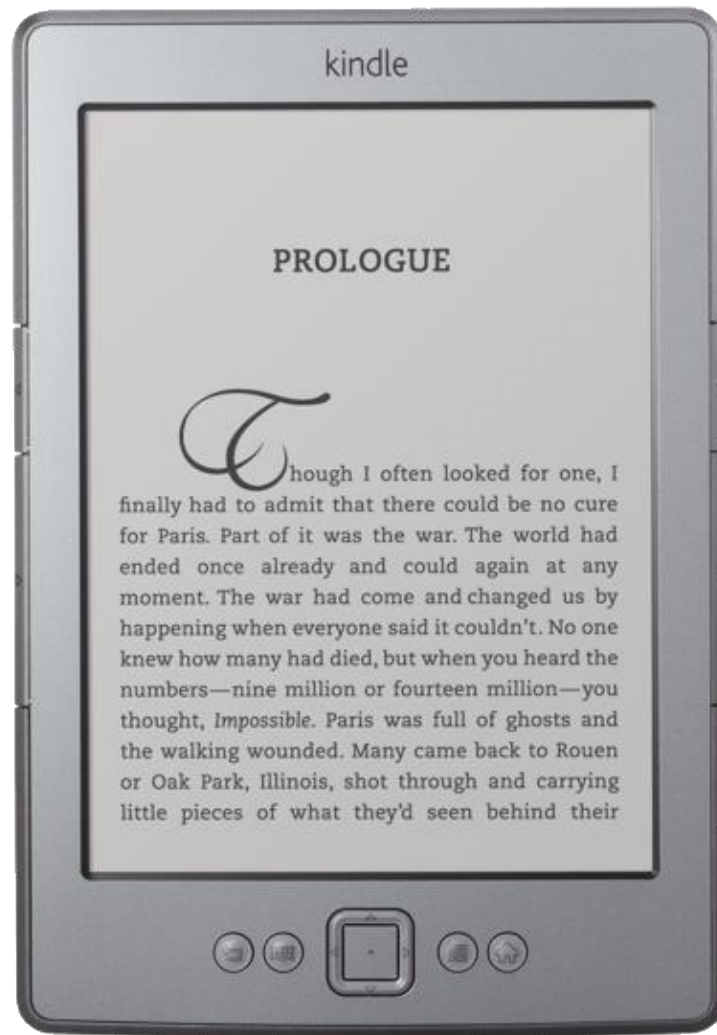 kindle
PROLOGUE
Though I often looked for one, I
finally had to admit that there could be no cure
for Paris. Part of it was the war. The world had
ended once already and could again at any
moment. The war had come and changed us by
happening when everyone said it couldn't. No one
knew how many had died, but when you heard the
numbers—nine million or fourteen million—you
thought, Impossible. Paris was full of ghosts and
the walking wounded. Many came back to Rouen
or Oak Park, Illinois, shot through and carrying
little pieces of what they'd seen behind their